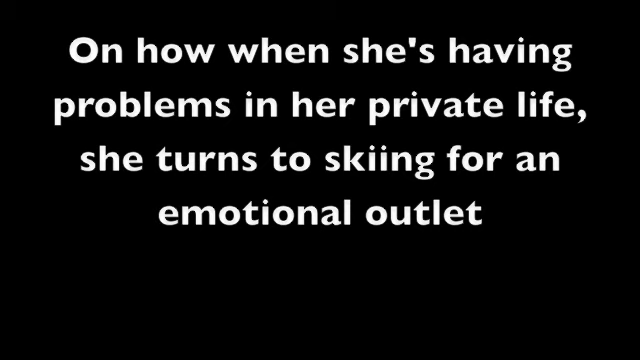 On how when she's having
problems in her private life,
she turns to skiing for an
emotional outlet